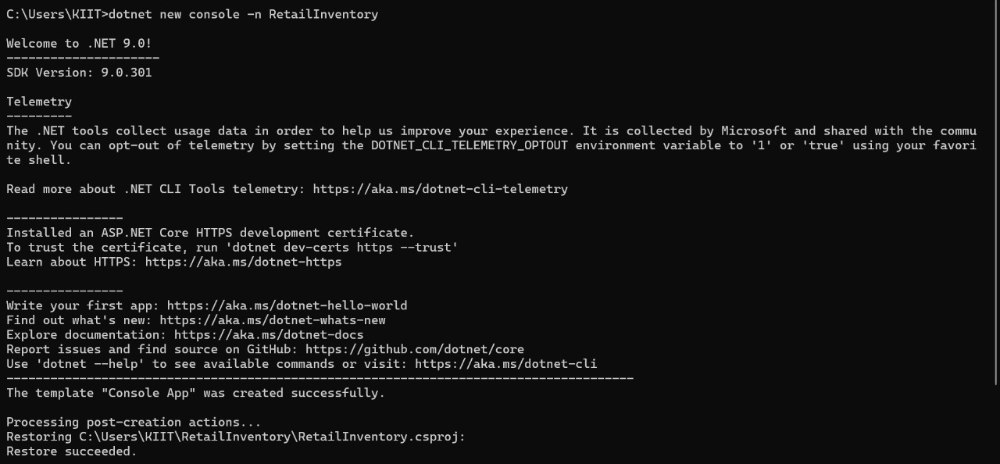 C:\Users\KIIT>dotnet new console -n RetailInventory
Welcome to .NET 9.0!
---------------------
SDK Version: 9.0.301
Telemetry
---------
The .NET tools collect usage data in order to help us improve your experience. It is collected by Microsoft and shared with the commu
nity. You can opt-out of telemetry by setting the DOTNET_CLI_TELEMETRY_OPTOUT environment variable to '1' or 'true' using your favori
te shell.
Read more about .NET CLI Tools telemetry: https://aka.ms/dotnet-cli-telemetry
----------------
Installed an ASP.NET Core HTTPS development certificate.
To trust the certificate, run 'dotnet dev-certs https --trust'
Learn about HTTPS: https://aka.ms/dotnet-https
----------------
Write your first app: https://aka.ms/dotnet-hello-world
Find out what's new: https://aka.ms/dotnet-whats-new
Explore documentation: https://aka.ms/dotnet-docs
Report issues and find source on GitHub: https://github.com/dotnet/core
Use 'dotnet --help' to see available commands or visit: https://aka.ms/dotnet-cli
--------------------------------------------------------------------------------------
The template "Console App" was created successfully.
Processing post-creation actions...
Restoring C:\Users\KIIT\RetailInventory\RetailInventory.csproj:
Restore succeeded.